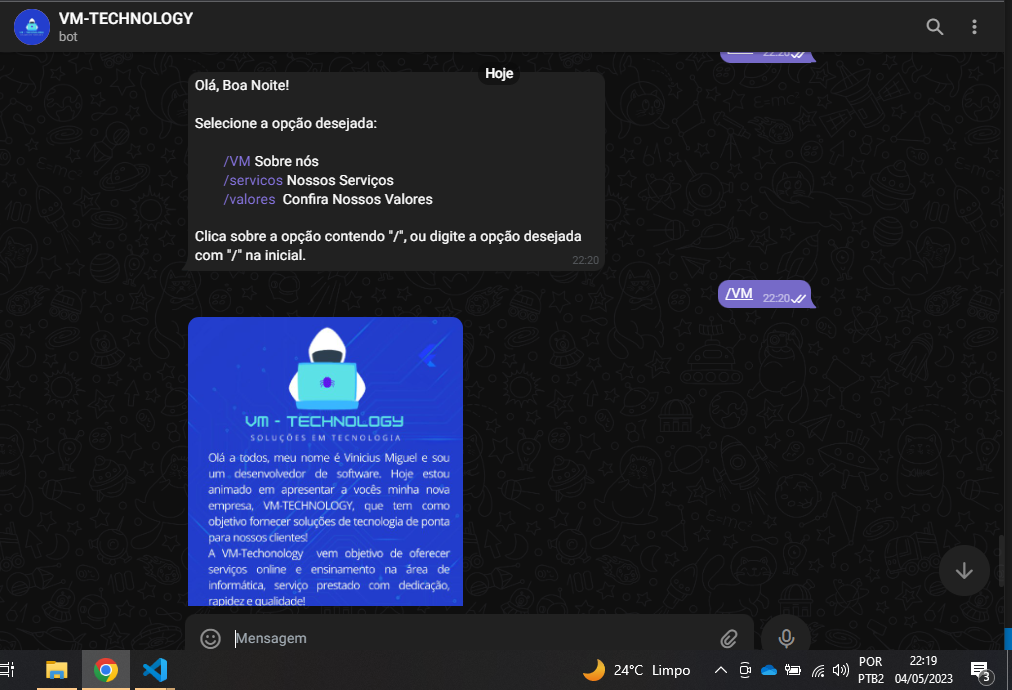 VM-TECHNOLOGY
bot
22:20
Hoje
Olá, Boa Noite!
Selecione a opção desejada:
/VM Sobre nós
/servicos Nossos Serviços
/valores Confira Nossos Valores
Clica sobre a opção contendo "/", ou digite a opção desejada
com "/" na inicial.
22:20
/VM 22:20
VM - TECHNOLOGY
SOLUÇÕES EM TECNOLOGIA
Olá a todos, meu nome é Vinicius Miguel e sou
um desenvolvedor de software. Hoje estou
animado em apresentar a vocês minha nova
empresa, VM-TECHNOLOGY, que tem como
objetivo fornecer soluções de tecnologia de ponta
para nossos clientes!
A VM-Techonology vem objetivo de oferecer
serviços online e ensinamento na área de
informática, serviço prestado com dedicação,
rapidez e qualidade!
Mensagem
24°C Limpo
POR
PTB2
22:19
04/05/2023
3